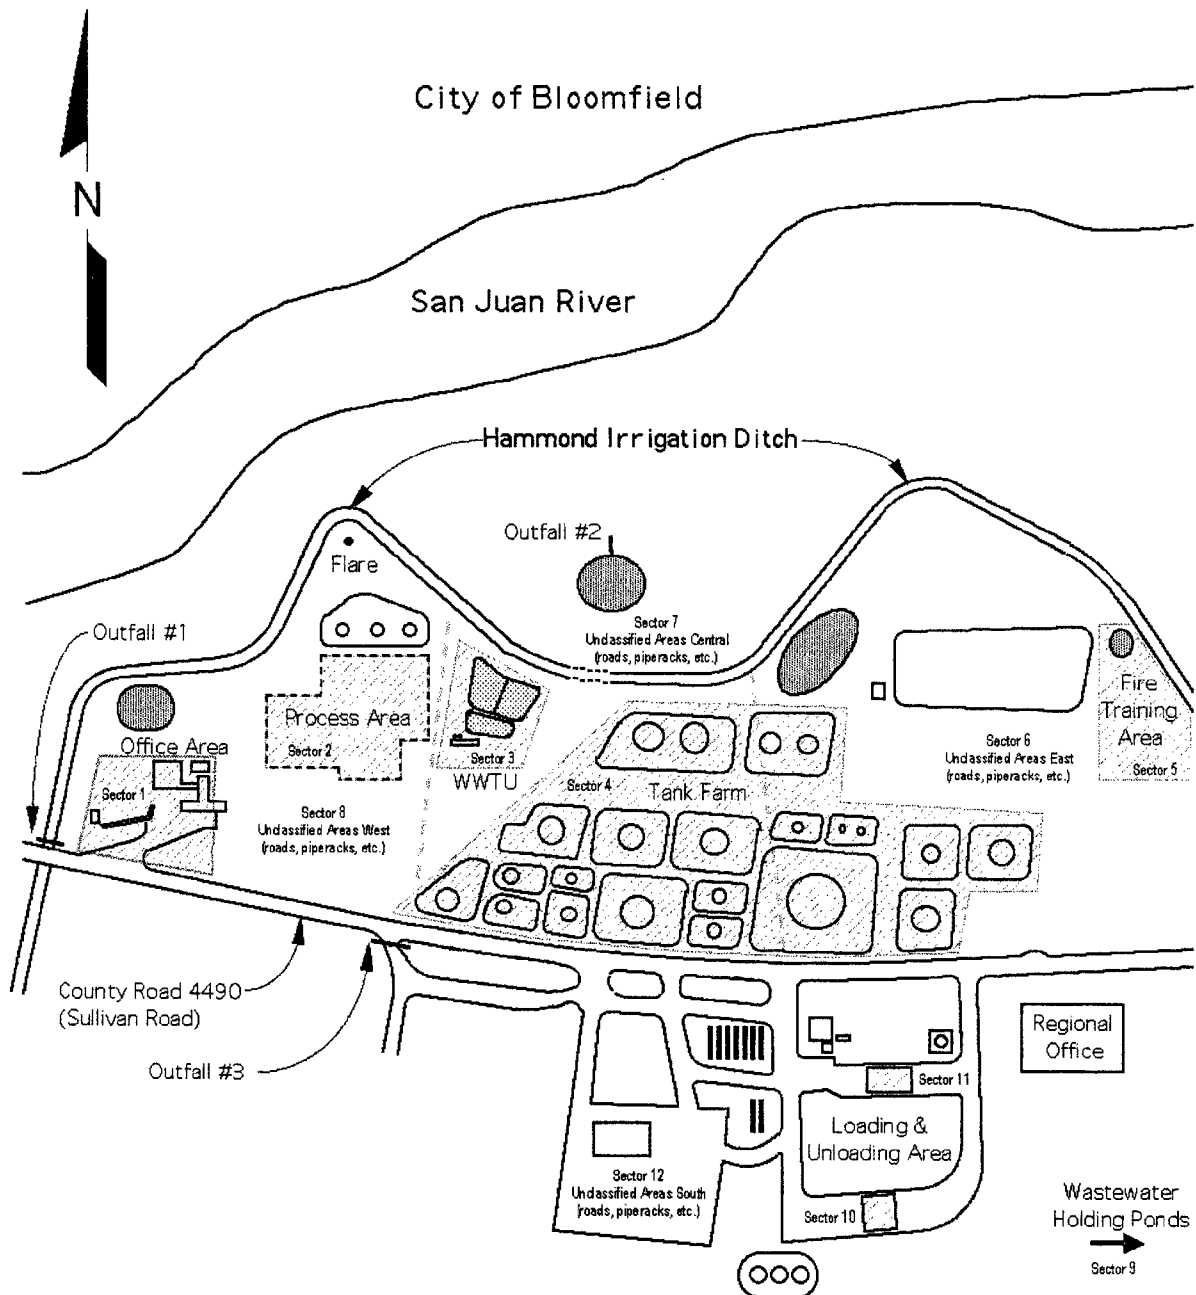 City of Bloomfield
N
San Juan River
Hammond Irrigation Ditch
Outfall #2
Flare
Outfall #1
Sector 7
Unclassified Areas Central
(roads, piperacks, etc.)
Process Area
Sector 2
Office Area
Sector 1
Sector 3
WWTU
Sector 4
Tank Farm
Sector 6
Unclassified Areas East
(roads, piperacks, etc.)
Fire
Training
Area
Sector 5
Sector 8
Unclassified Areas West
(roads, piperacks, etc.)
County Road 4490
(Sullivan Road)
Outfall #3
Regional
Office
Sector 11
Loading &
Unloading Area
Sector 12
Unclassified Areas South
(roads, piperacks, etc.)
Sector 10
Wastewater
Holding Ponds
Sector 9